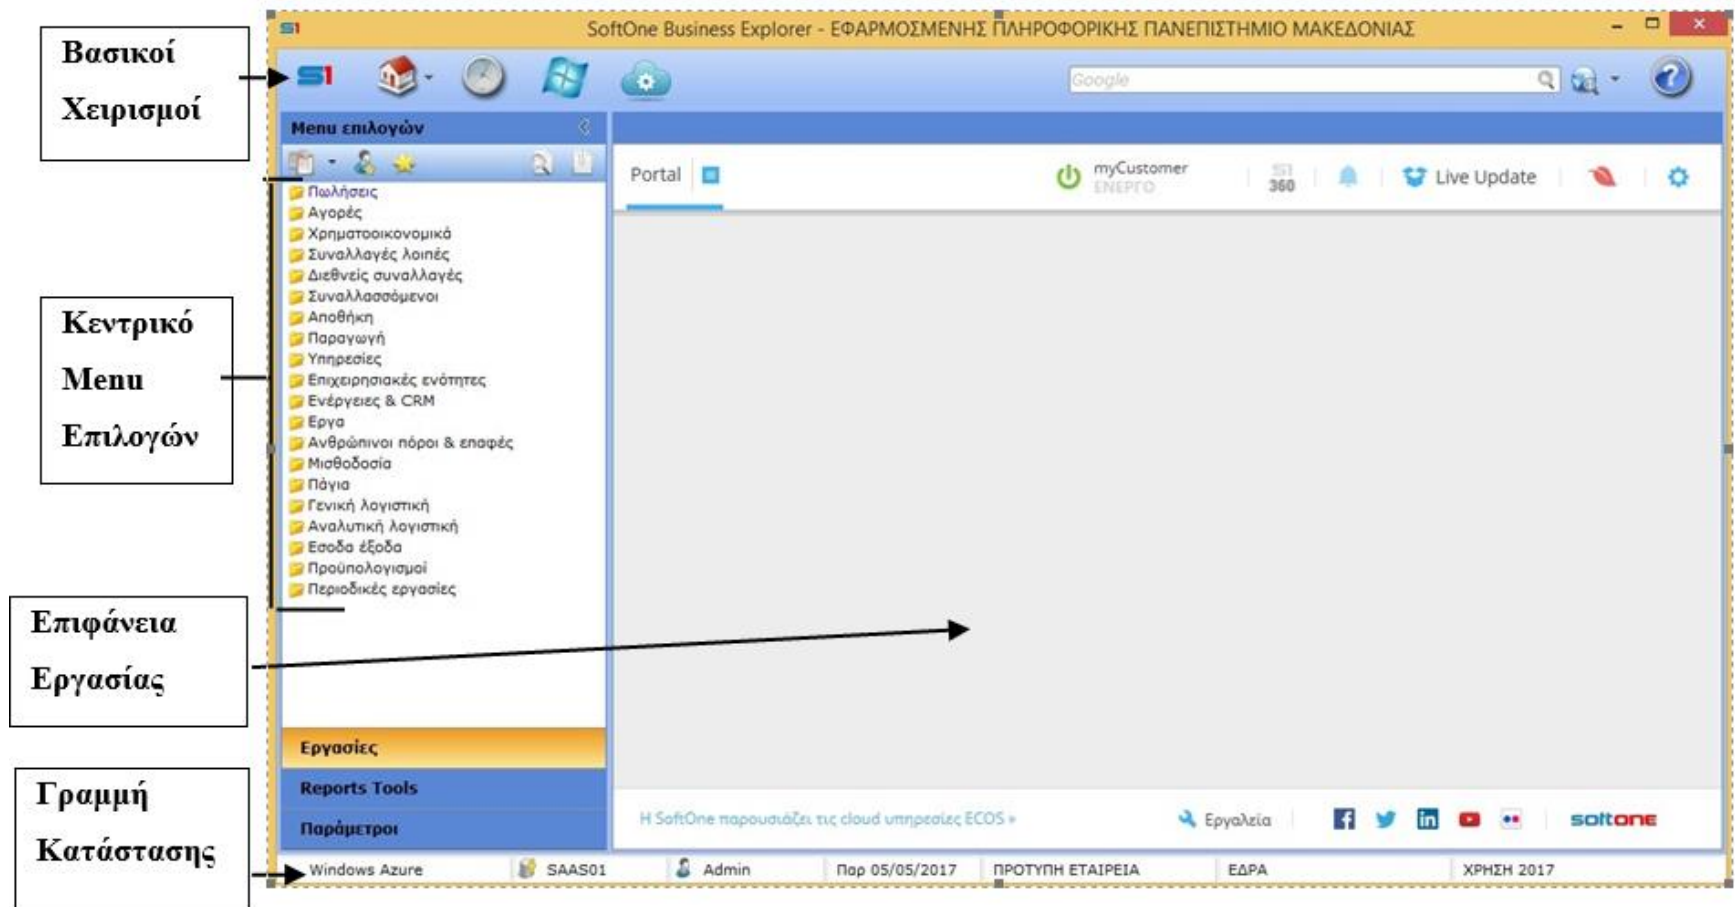 S1 SoftOne Business Explorer - ΕΦΑΡΜΟΣΜΕΝΗΣ ΠΛΗΡΟΦΟΡΙΚΗΣ ΠΑΝΕΠΙΣΤΗΜΙΟ ΜΑΚΕΔΟΝΙΑΣ
Βασικοί
Χειρισμοί
S1
Google
Menu επιλογών
Portal
myCustomer
ΕΝΕΡΓΟ
S1
360
Live Update
Πωλήσεις
Αγορές
Χρηματοοικονομικά
Συναλλαγές λοιπές
Διεθνείς συναλλαγές
Συναλλασσόμενοι
Αποθήκη
Παραγωγή
Υπηρεσίες
Επιχειρησιακές ενότητες
Ενέργειες & CRM
Εργα
Ανθρώπινοι πόροι & επαφές
Μισθοδοσία
Πάγια
Γενική λογιστική
Αναλυτική λογιστική
Εσοδα έξοδα
Προϋπολογισμοί
Περιοδικές εργασίες
Κεντρικό
Menu
Επιλογών
Επιφάνεια
Εργασίας
Εργασίες
Reports Tools
Παράμετροι
Η SoftOne παρουσιάζει τις cloud υπηρεσίες ECOS »
Εργαλεία
softone
Γραμμή
Κατάστασης
Windows Azure SAAS01 Admin Παρ 05/05/2017 ΠΡΟΤΥΠΗ ΕΤΑΙΡΕΙΑ ΕΔΡΑ ΧΡΗΣΗ 2017